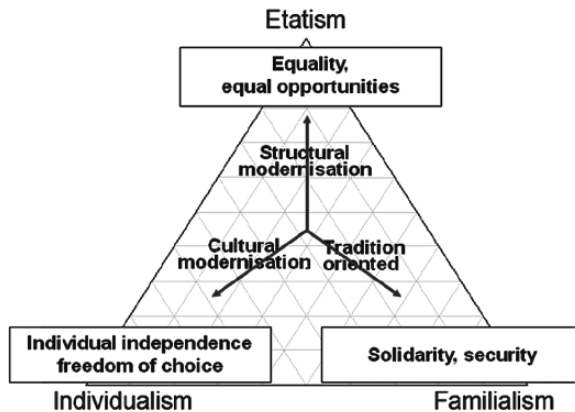 Etatism
Equality,
equal opportunities
Structural
modernisation
Cultural
modernisation
Tradition
oriented
Individual independence
freedom of choice
Solidarity, security
Individualism
Familialism